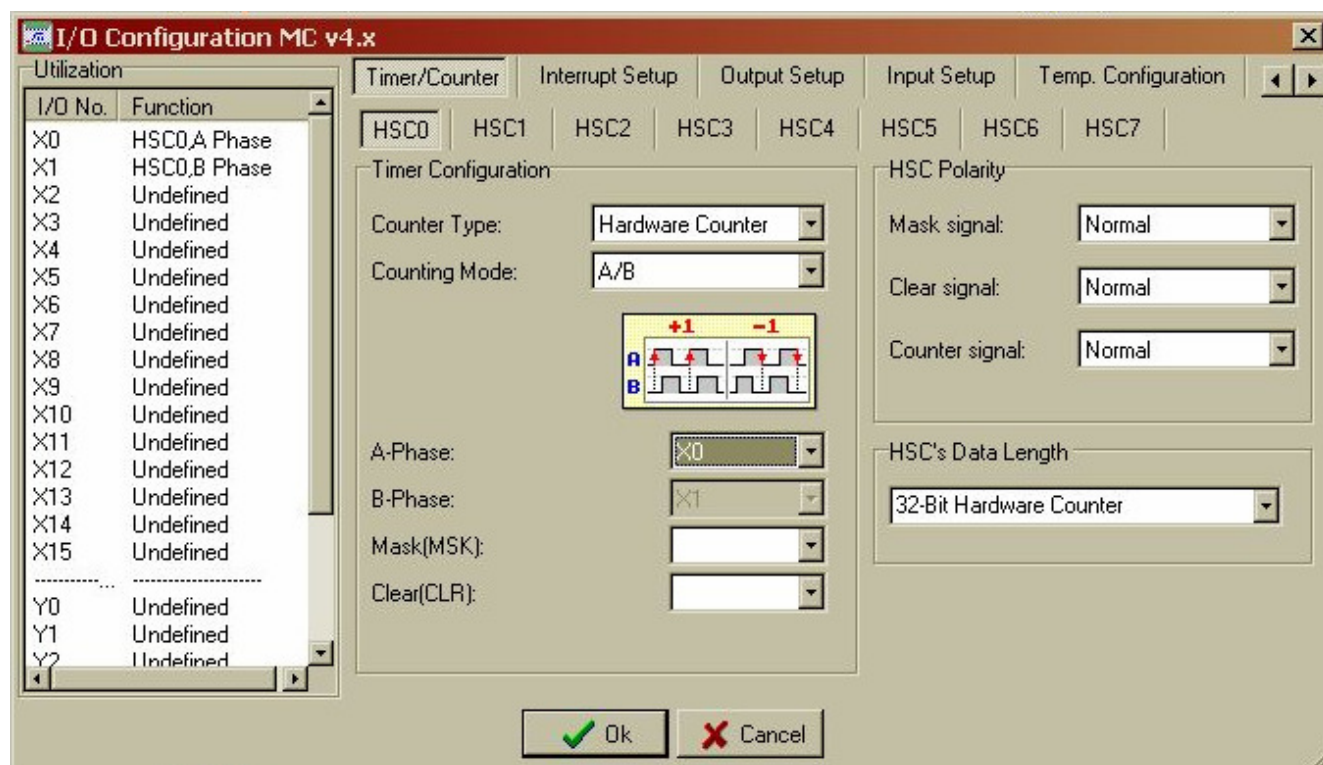 I/O Configuration MC v4.x
Utilization
I/O No. Function
X0 HSC0,A Phase
X1 HSC0,B Phase
X2 Undefined
X3 Undefined
X4 Undefined
X5 Undefined
X6 Undefined
X7 Undefined
X8 Undefined
X9 Undefined
X10 Undefined
X11 Undefined
X12 Undefined
X13 Undefined
X14 Undefined
X15 Undefined
Y0 Undefined
Y1 Undefined
Y2 Undefined
Timer/Counter Interrupt Setup Output Setup Input Setup Temp. Configuration
HSC0 HSC1 HSC2 HSC3 HSC4 HSC5 HSC6 HSC7
Timer Configuration
Counter Type: Hardware Counter
Counting Mode: A/B
+1 -1
A
B
A-Phase: X0
B-Phase: X1
Mask(MSK):
Clear(CLR):
HSC Polarity
Mask signal: Normal
Clear signal: Normal
Counter signal: Normal
HSC's Data Length
32-Bit Hardware Counter
Ok Cancel